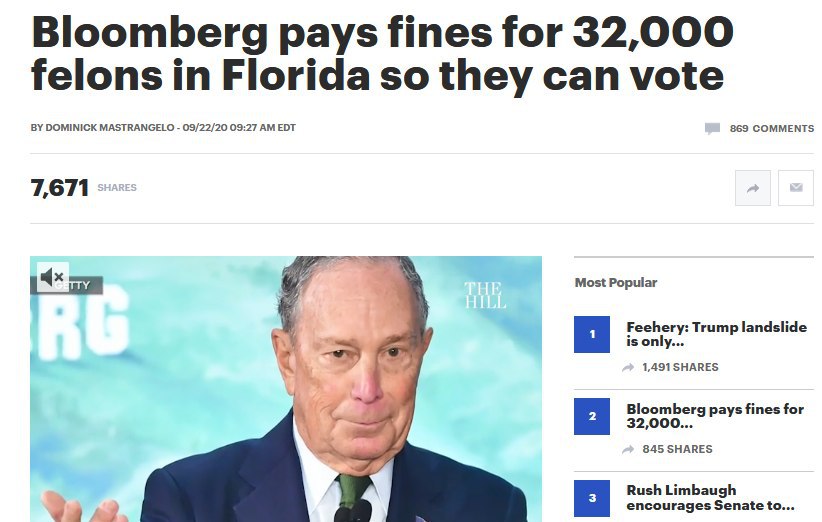 Bloomberg pays fines for 32,000
felons in Florida so they can vote
BY DOMINICK MASTRANGELO - 09/22/20 09:27 AM EDT
869 COMMENTS
7,671 SHARES
GETTY
RG
THE
HILL
Most Popular
1
Feehery: Trump landslide
is only...
1,491 SHARES
2
Bloomberg pays fines for
32,000...
845 SHARES
3
Rush Limbaugh
encourages Senate to...